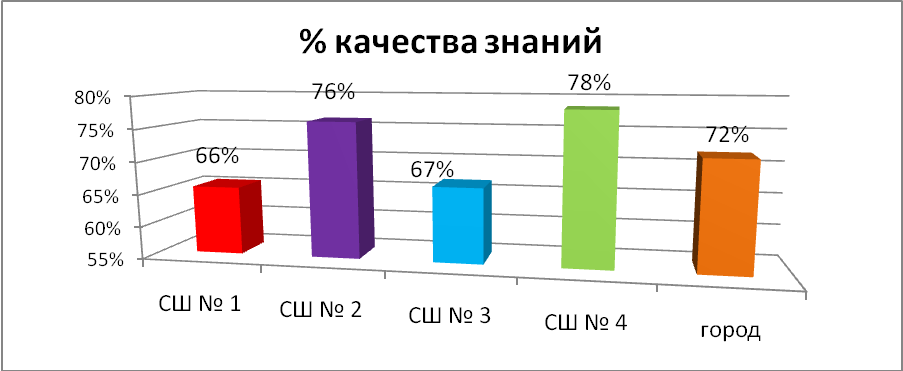 % качества знаний
80%
75%
70%
65%
60%
55%
66%
76%
67%
78%
72%
СШ № 1
СШ № 2
СШ № 3
СШ № 4
город